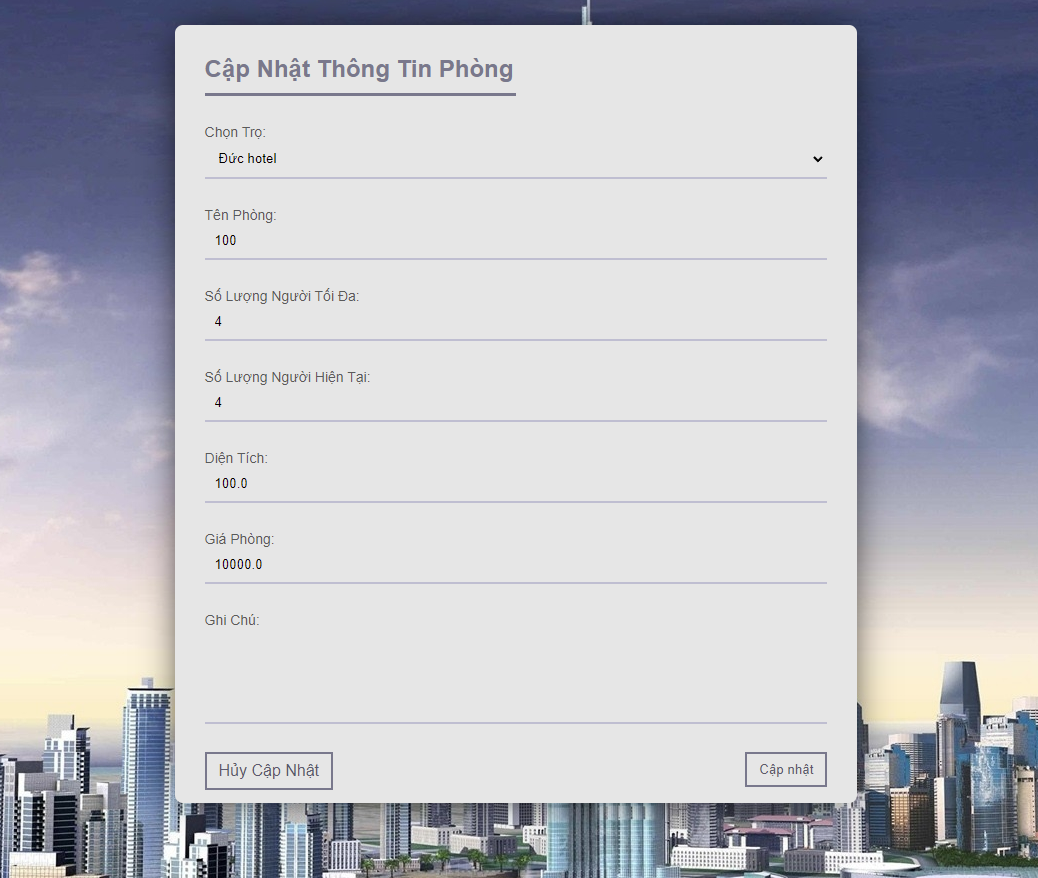 Cập Nhật Thông Tin Phòng
Chọn Trọ:
Đức hotel
Tên Phòng:
100
Số Lượng Người Tối Đa:
4
Số Lượng Người Hiện Tại:
4
Diện Tích:
100.0
Giá Phòng:
10000.0
Ghi Chú:
Hủy Cập Nhật
Cập nhật